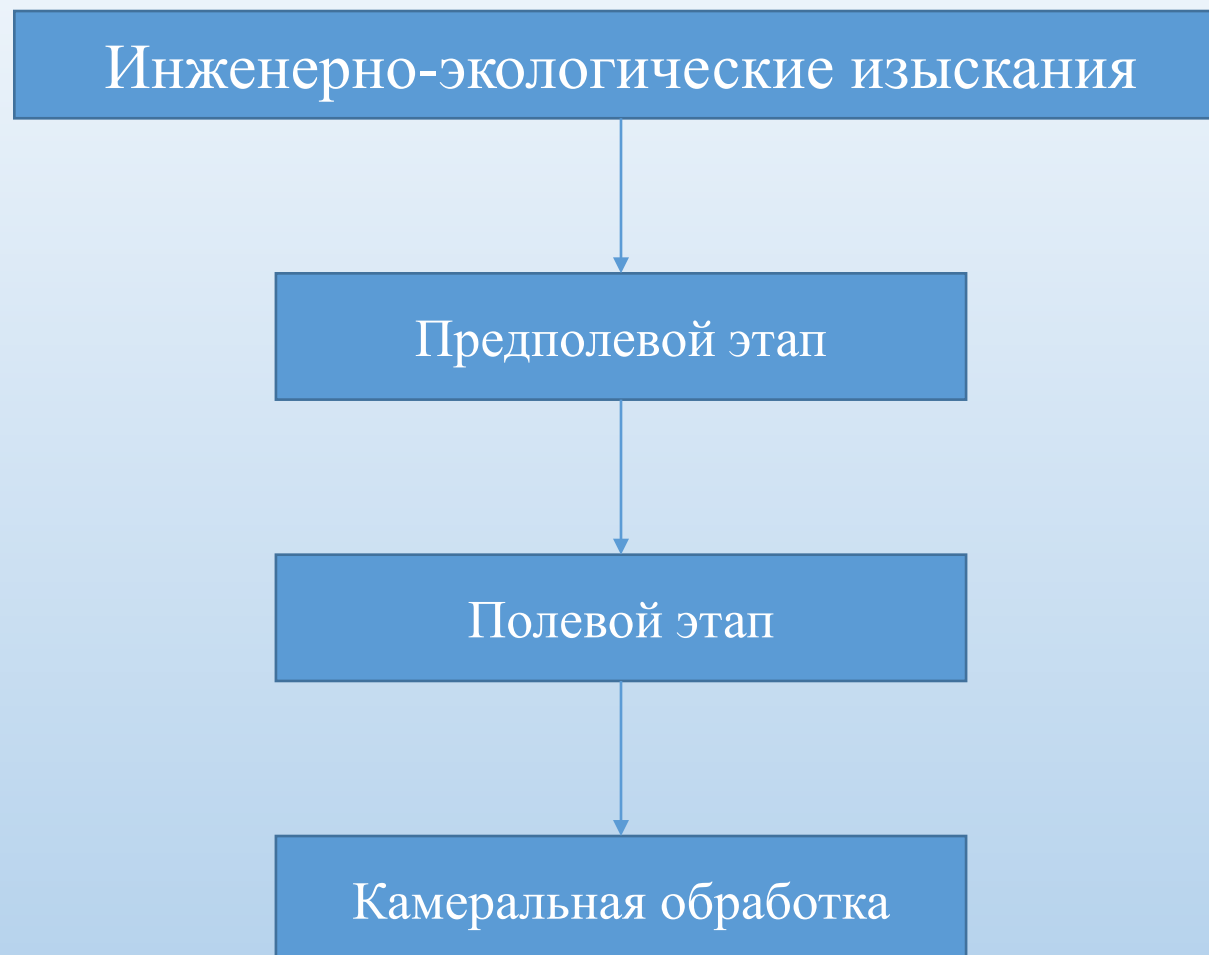 Инженерно-экологические изыскания
Предполевой этап
Полевой этап
Камеральная обработка